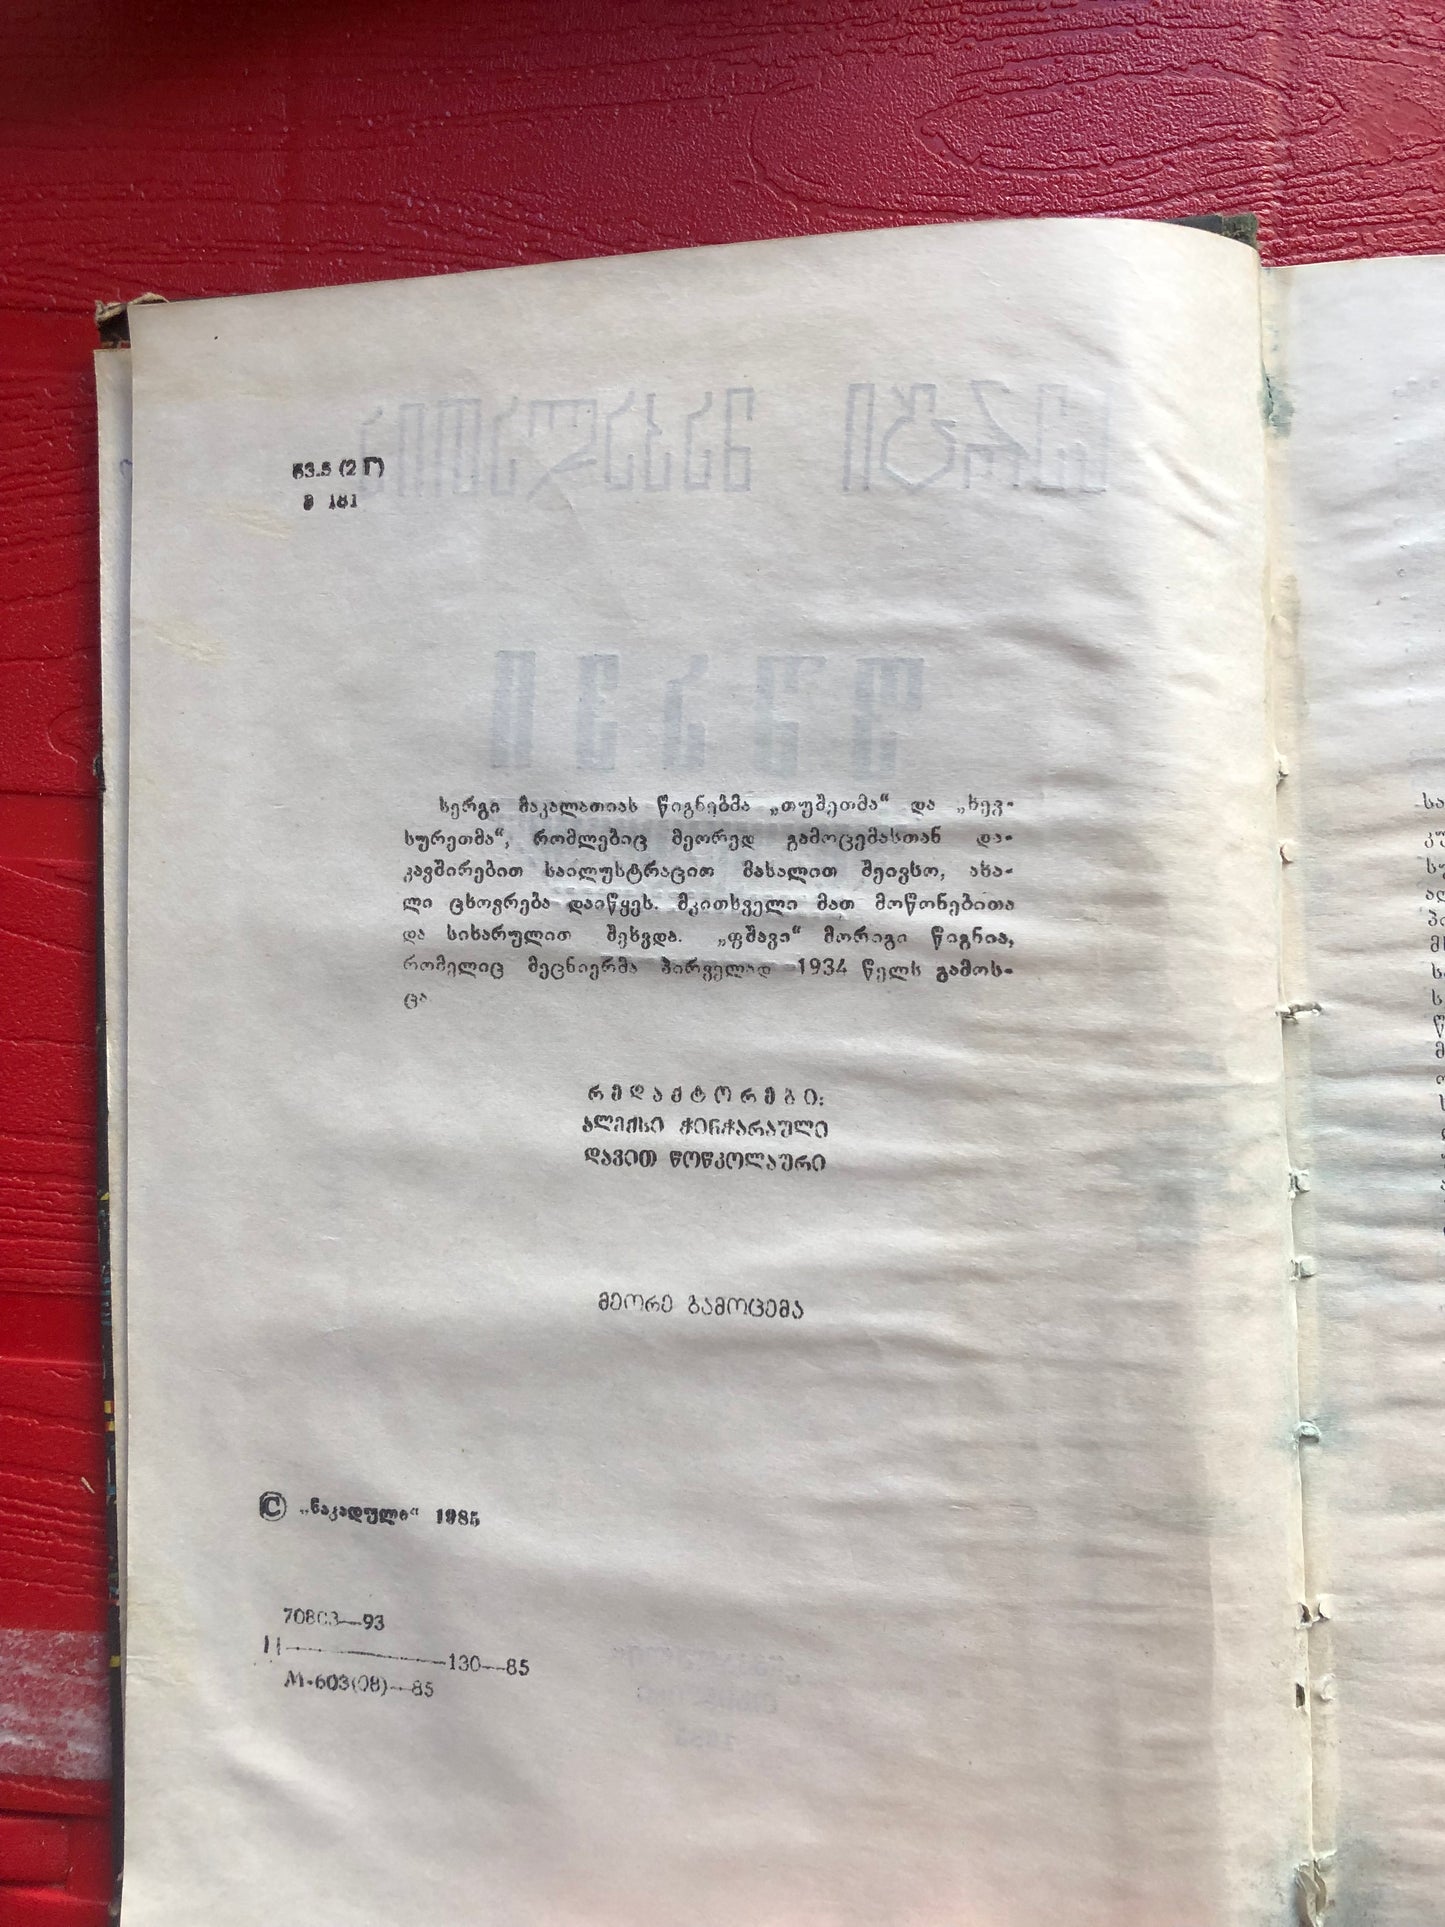 63.5 (2 Г)
მ 181
სერგი მაკალათიას წიგნებმა „თუშეთმა“ და „ხევ-
სურეთმა“, რომლებიც მეორედ გამოცემასთან და-
კავშირებით საილუსტრაციო მასალით შეივსო, ახა-
ლი ცხოვრება დაიწყეს. მკითხველი მათ მოწონებითა
და სიხარულით შეხვდა. „ფშავი“ მორიგი წიგნია,
რომელიც მეცნიერმა პირველად 1934 წელს გამოს-
ცა
რედაქტორები:
ალექსი ჭინჭარაული
დავით წოწკოლაური
მეორე გამოცემა
© „ნაკადული“ 1985
70803—93
130—85
М-603(08)—85